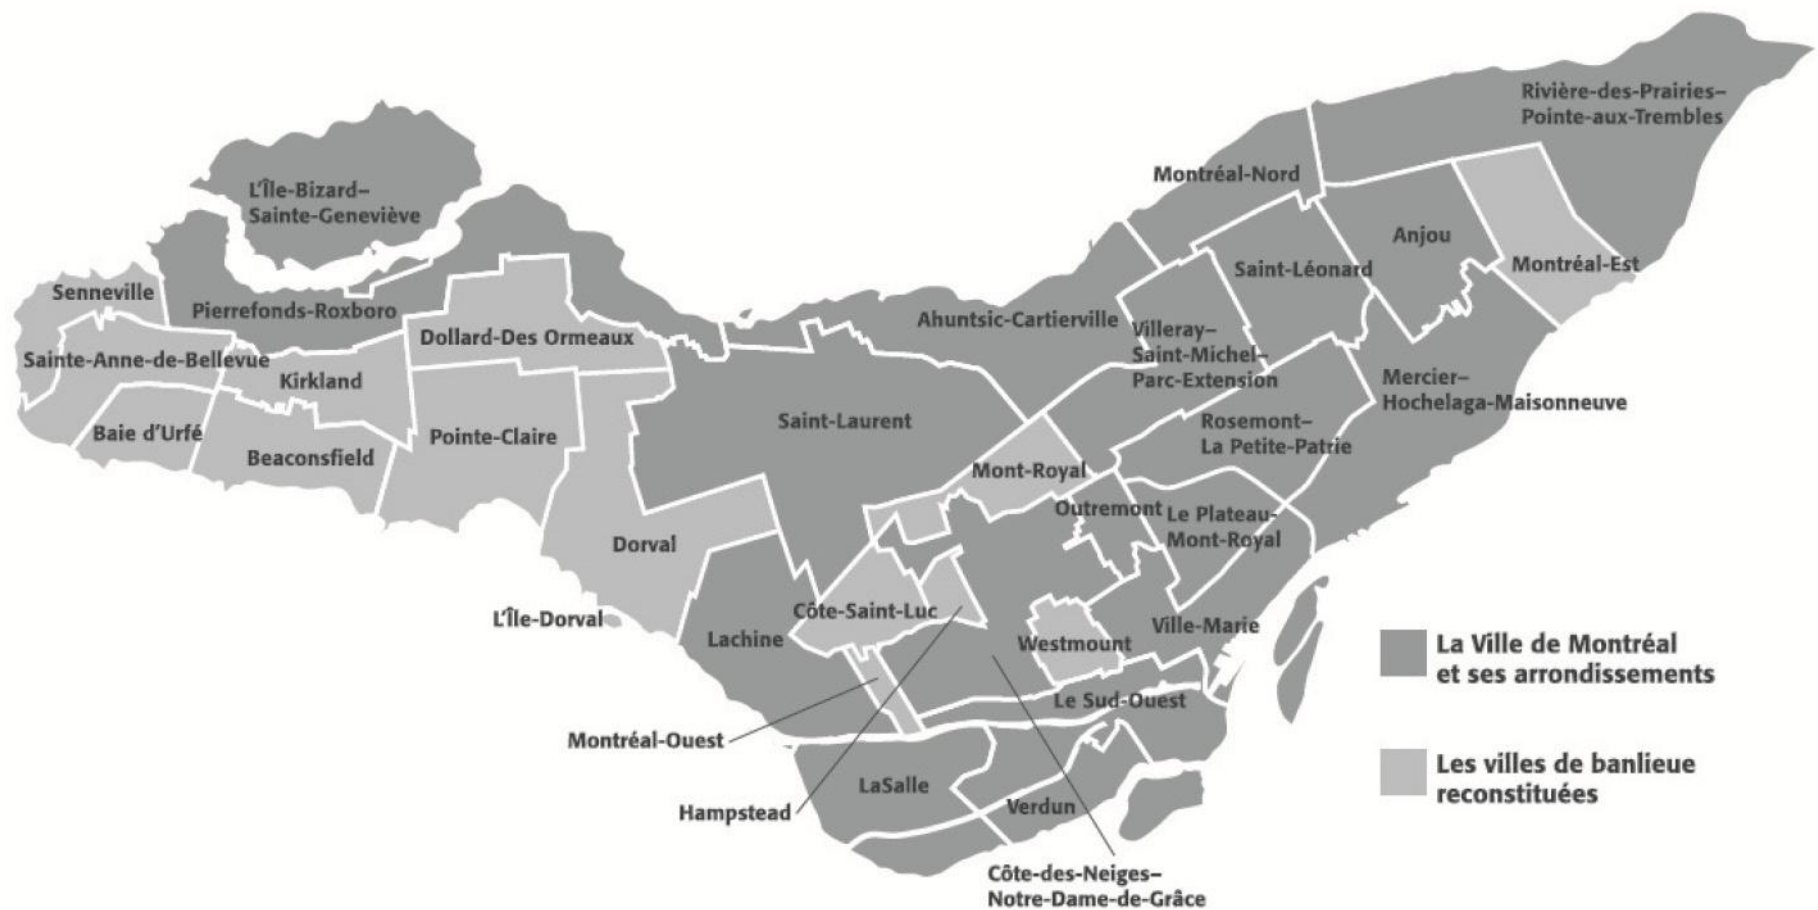 Rivière-des-Prairies–
Pointe-aux-Trembles
Montréal-Nord
L'Île-Bizard–
Sainte-Geneviève
Anjou
Montréal-Est
Saint-Léonard
Senneville
Pierrefonds-Roxboro
Ahuntsic-Cartierville
Villeray–
Saint-Michel–
Parc-Extension
Dollard-Des Ormeaux
Sainte-Anne-de-Bellevue
Kirkland
Mercier–
Hochelaga-Maisonneuve
Saint-Laurent
Rosemont–
La Petite-Patrie
Baie d'Urfé
Pointe-Claire
Beaconsfield
Mont-Royal
Outremont
Le Plateau-
Mont-Royal
Dorval
L'Île-Dorval
Côte-Saint-Luc
Lachine
Westmount
Ville-Marie
La Ville de Montréal
et ses arrondissements
Le Sud-Ouest
Montréal-Ouest
Les villes de banlieue
reconstituées
LaSalle
Hampstead
Verdun
Côte-des-Neiges–
Notre-Dame-de-Grâce